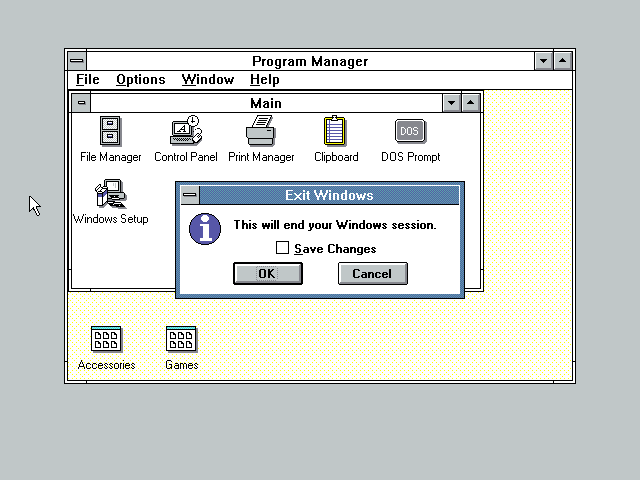 Program Manager
File Options Window Help
Main
File Manager Control Panel Print Manager Clipboard DOS Prompt
DOS
Windows Setup
Exit Windows
This will end your Windows session.
Save Changes
OK Cancel
Accessories Games